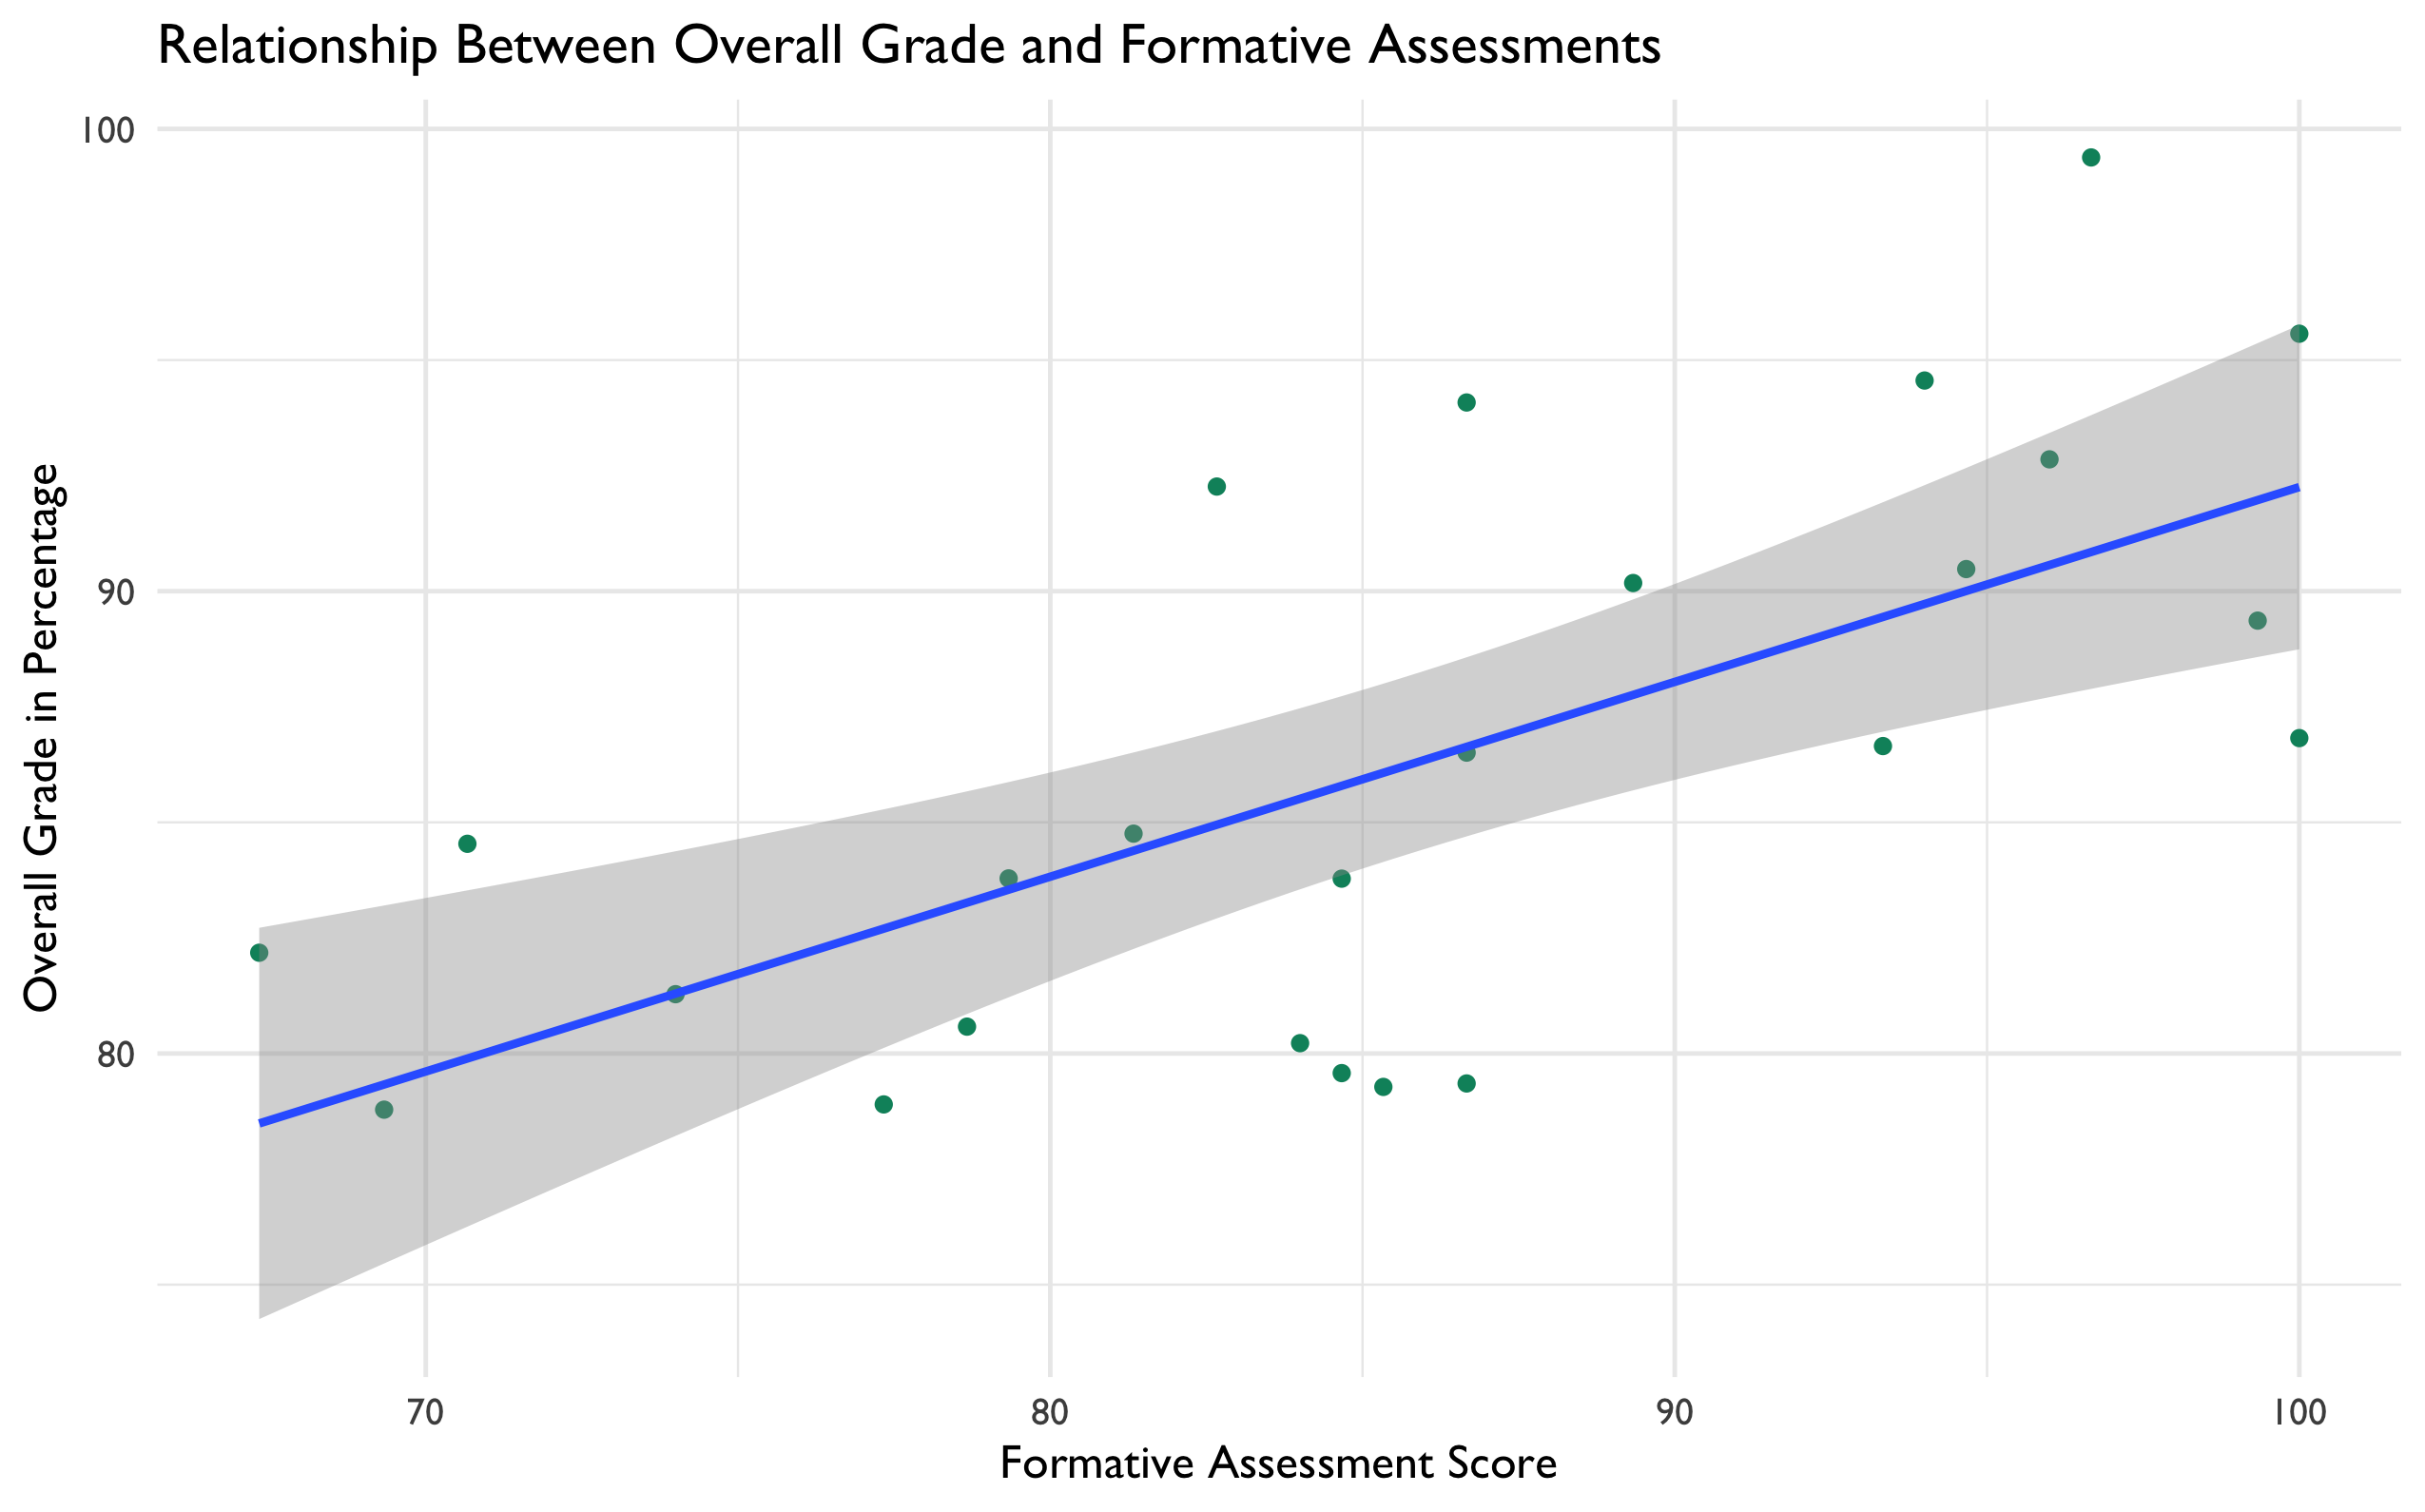 Relationship Between Overall Grade and Formative Assessments
100
90
80
Overall Grade in Percentage
70 80 90 100
Formative Assessment Score